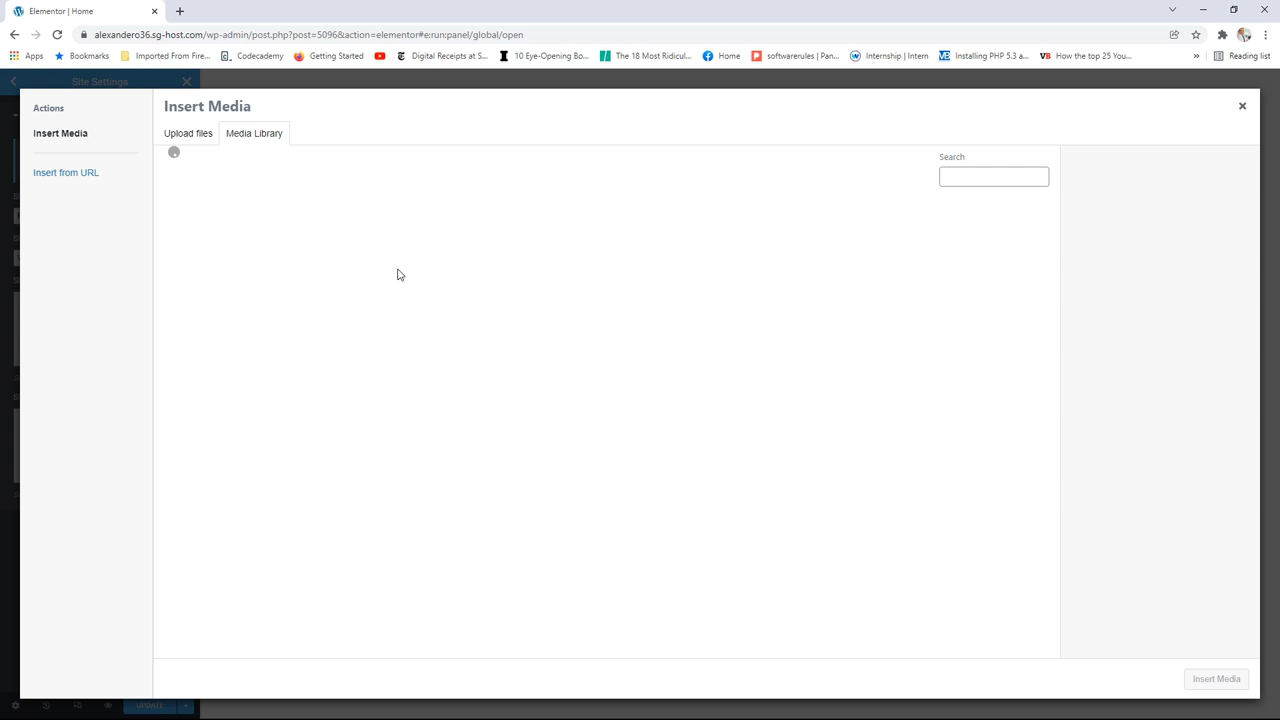 Elementor | Home
alexandero36.sg-host.com/wp-admin/post.php?post=5096&action=elementor#e:run:panel/global/open
Apps
Bookmarks
Imported From Fire...
Codecademy
Getting Started
Digital Receipts at S...
10 Eye-Opening Bo...
The 18 Most Ridicul...
Home
softwarerules | Pan...
Internship | Intern
Installing PHP 5.3 a...
How the top 25 You...
»
Reading list
Site Settings
Actions
Insert Media
Insert from URL
Insert Media
Upload files
Media Library
Search
Insert Media
UPDATE